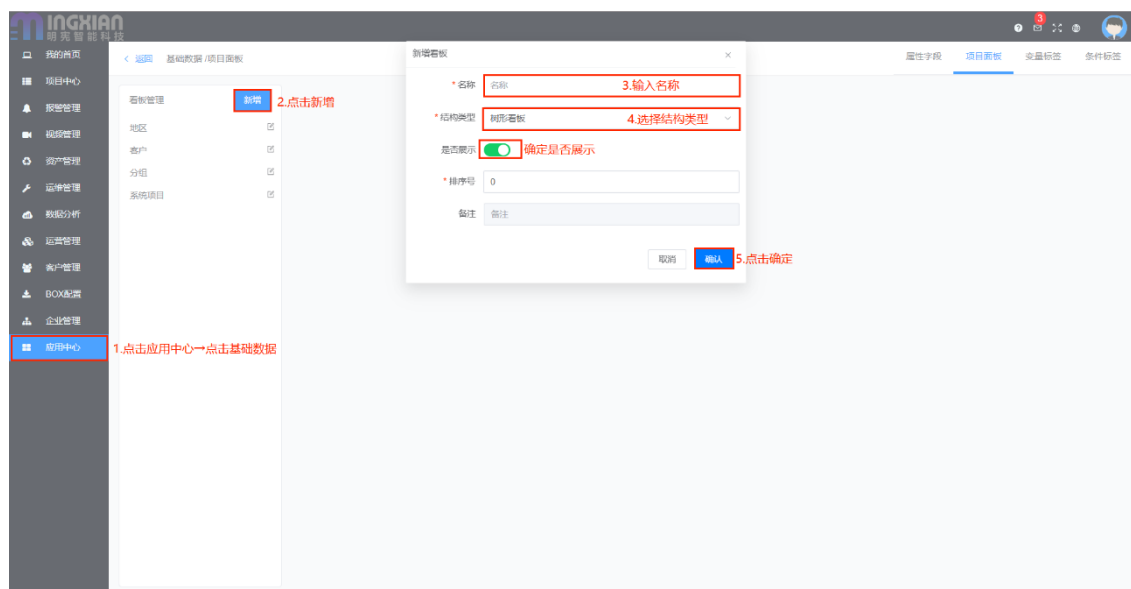 INGXIAN
明宪智能科技
3
我的首页
< 返回 基础数据 /项目面板
新增看板
×
属性字段 项目面板 变量标签 条件标签
项目中心
报警管理
视频管理
资产管理
运维管理
数据分析
运营管理
客户管理
BOX配置
企业管理
应用中心
1.点击应用中心→点击基础数据
看板管理 新增 2.点击新增
地区
客户
分组
系统项目
* 名称 名称 3.输入名称
* 结构类型 树形看板 4.选择结构类型
是否展示 确定是否展示
* 排序号 0
备注 备注
取消 确认 5.点击确定